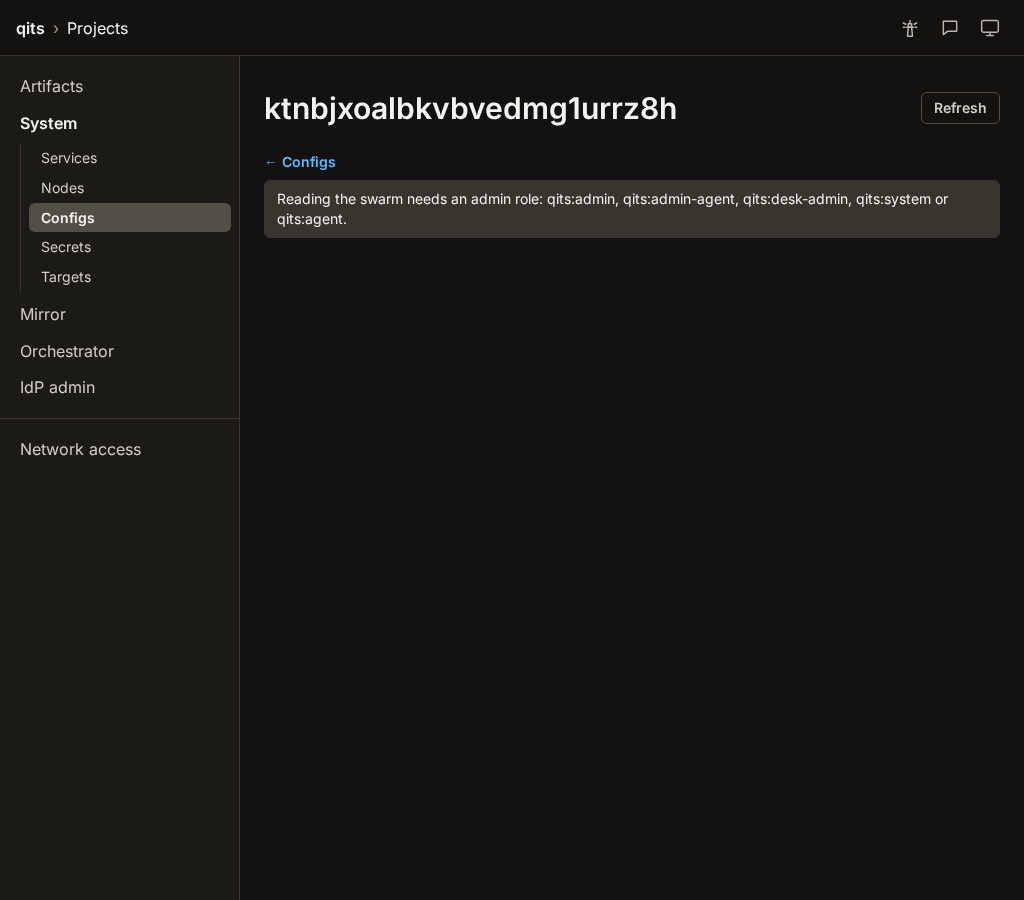 qits › Projects
Artifacts
System
Services
Nodes
Configs
Secrets
Targets
Mirror
Orchestrator
IdP admin
Network access
ktnbjxoalbkvbvedmg1urrz8h
Refresh
← Configs
Reading the swarm needs an admin role: qits:admin, qits:admin-agent, qits:desk-admin, qits:system or
qits:agent.